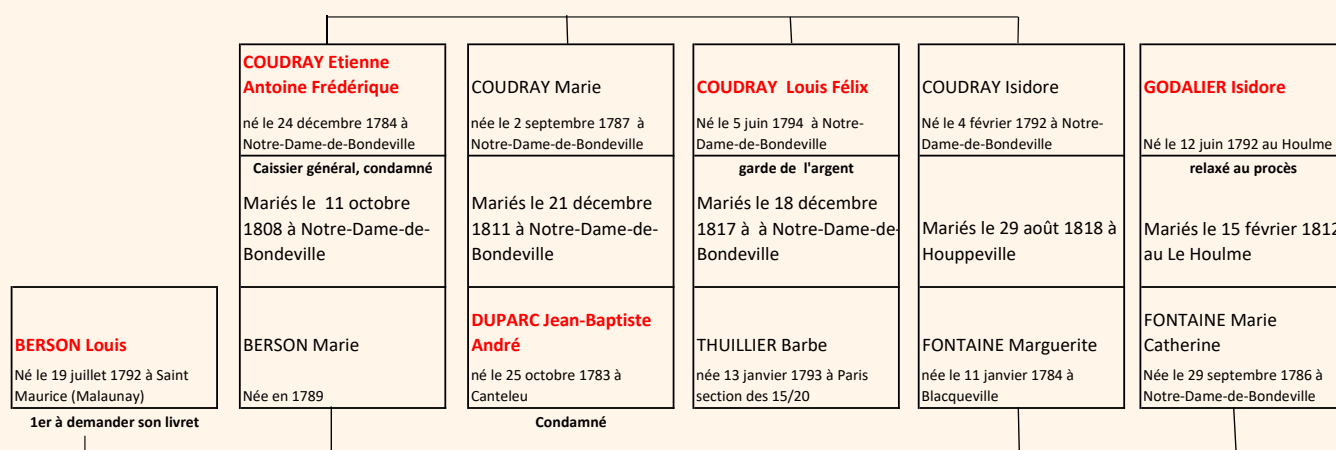 COUDRAY Etienne
Antoine Frédérique
né le 24 décembre 1784 à
Notre-Dame-de-Bondeville
Caissier général, condamné
Mariés le 11 octobre
1808 à Notre-Dame-de-
Bondeville
BERSON Marie
Née en 1789
BERSON Louis
Né le 19 juillet 1792 à Saint
Maurice (Malaunay)
1er à demander son livret
COUDRAY Marie
née le 2 septembre 1787 à
Notre-Dame-de-Bondeville
Mariés le 21 décembre
1811 à Notre-Dame-de-
Bondeville
DUPARC Jean-Baptiste
André
né le 25 octobre 1783 à
Canteleu
Condamné
COUDRAY Louis Félix
Né le 5 juin 1794 à Notre-
Dame-de-Bondeville
garde de l'argent
Mariés le 18 décembre
1817 à à Notre-Dame-de-
Bondeville
THUILLIER Barbe
née 13 janvier 1793 à Paris
section des 15/20
COUDRAY Isidore
Né le 4 février 1792 à Notre-
Dame-de-Bondeville
Mariés le 29 août 1818 à
Houppeville
FONTAINE Marguerite
née le 11 janvier 1784 à
Blacqueville
GODALIER Isidore
Né le 12 juin 1792 au Houlme
relaxé au procès
Mariés le 15 février 1812
au Le Houlme
FONTAINE Marie
Catherine
Née le 29 septembre 1786 à
Notre-Dame-de-Bondeville